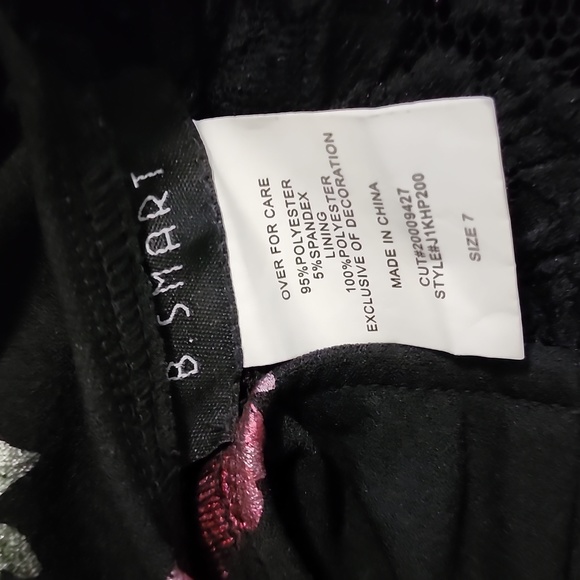 B. SMART
OVER FOR CARE
95%POLYESTER
5%SPANDEX
LINING
100%POLYESTER
EXCLUSIVE OF DECORATION
MADE IN CHINA
CUT#20009427
STYLE#J1KHP200
SIZE 7